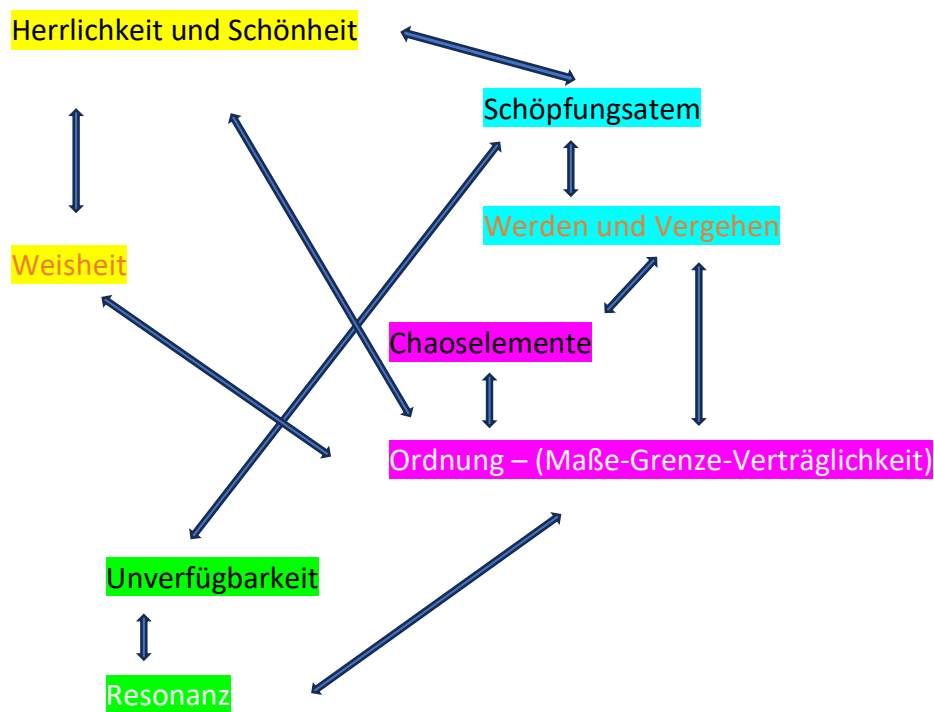 Herrlichkeit und Schönheit
Schöpfungsatem
Werden und Vergehen
Weisheit
Chaoselemente
Ordnung – (Maße-Grenze-Verträglichkeit)
Unverfügbarkeit
Resonanz